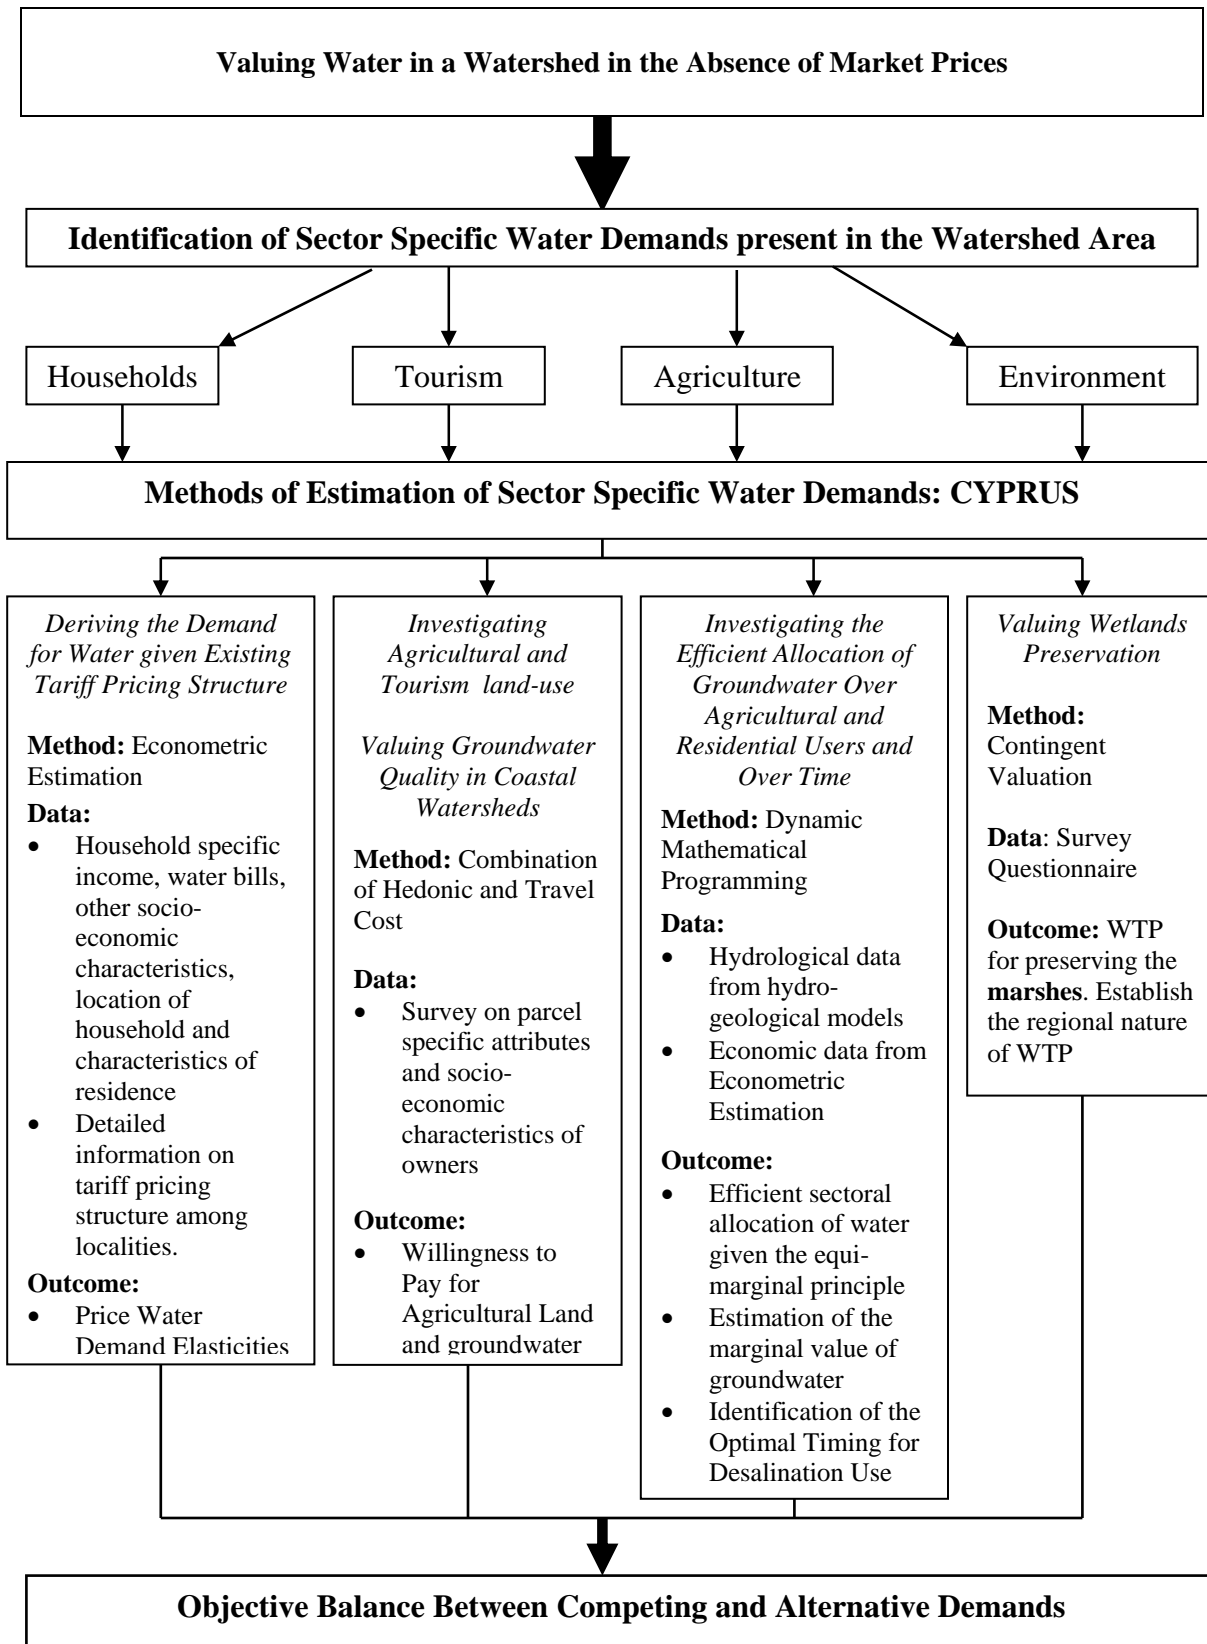 Valuing Water in a Watershed in the Absence of Market Prices
Identification of Sector Specific Water Demands present in the Watershed Area
Households
Tourism
Agriculture
Environment
Methods of Estimation of Sector Specific Water Demands: CYPRUS
Deriving the Demand
for Water given Existing
Tariff Pricing Structure
Method: Econometric
Estimation
Data:
• Household specific
income, water bills,
other socio-
economic
characteristics,
location of
household and
characteristics of
residence
• Detailed
information on
tariff pricing
structure among
localities.
Outcome:
• Price Water
Demand Elasticities
Investigating
Agricultural and
Tourism land-use
Valuing Groundwater
Quality in Coastal
Watersheds
Method: Combination
of Hedonic and Travel
Cost
Data:
• Survey on parcel
specific attributes
and socio-
economic
characteristics of
owners
Outcome:
• Willingness to
Pay for
Agricultural Land
and groundwater
Investigating the
Efficient Allocation of
Groundwater Over
Agricultural and
Residential Users and
Over Time
Method: Dynamic
Mathematical
Programming
Data:
• Hydrological data
from hydro-
geological models
• Economic data from
Econometric
Estimation
Outcome:
• Efficient sectoral
allocation of water
given the equi-
marginal principle
• Estimation of the
marginal value of
groundwater
• Identification of the
Optimal Timing for
Desalination Use
Valuing Wetlands
Preservation
Method:
Contingent
Valuation
Data: Survey
Questionnaire
Outcome: WTP
for preserving the
marshes. Establish
the regional nature
of WTP
Objective Balance Between Competing and Alternative Demands